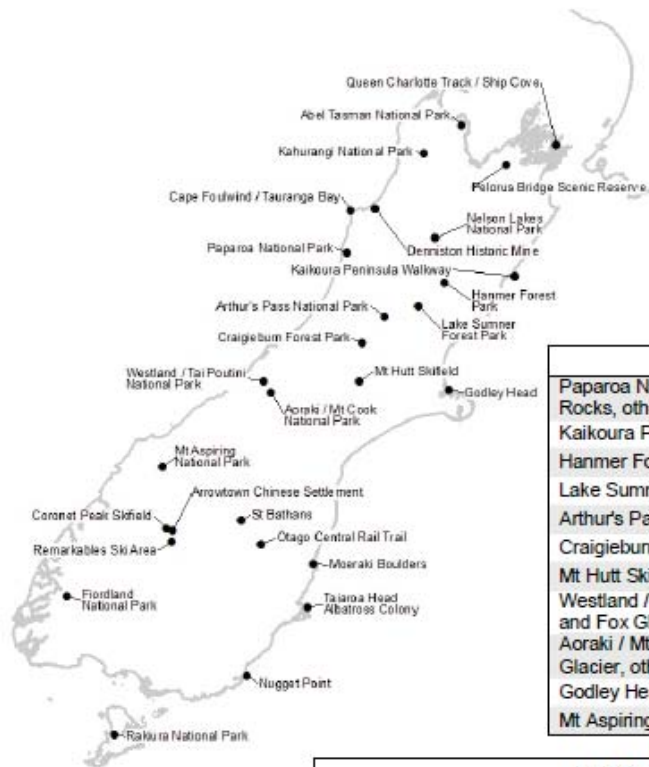 Queen Charlotte Track / Ship Cove
Abel Tasman National Park
Kahurangi National Park
Pelorus Bridge Scenic Reserve
Cape Foulwind / Tauranga Bay
Nelson Lakes
National Park
Denniston Historic Mine
Paparoa National Park
Kaikoura Peninsula Walkway
Hanmer Forest
Park
Arthur's Pass National Park
Lake Sumner
Forest Park
Craigieburn Forest Park
Westland / Tai Poutini
National Park
Mt Hutt Skifield
Godley Head
Aoraki / Mt Cook
National Park
Mt Aspiring
National Park
Arrowtown Chinese Settlement
Coronet Peak Skifield
St Bathans
Remarkables Ski Area
Otago Central Rail Trail
Moeraki Boulders
Fiordland
National Park
Taiaroa Head
Albatross Colony
Nugget Point
Rakiura National Park
Paparoa N
Rocks, oth
Kaikoura P
Hanmer Fo
Lake Sumn
Arthur's Pa
Craigiebun
Mt Hutt Ski
Westland /
and Fox Gl
Aoraki / Mt
Glacier, oth
Godley He
Mt Aspiring